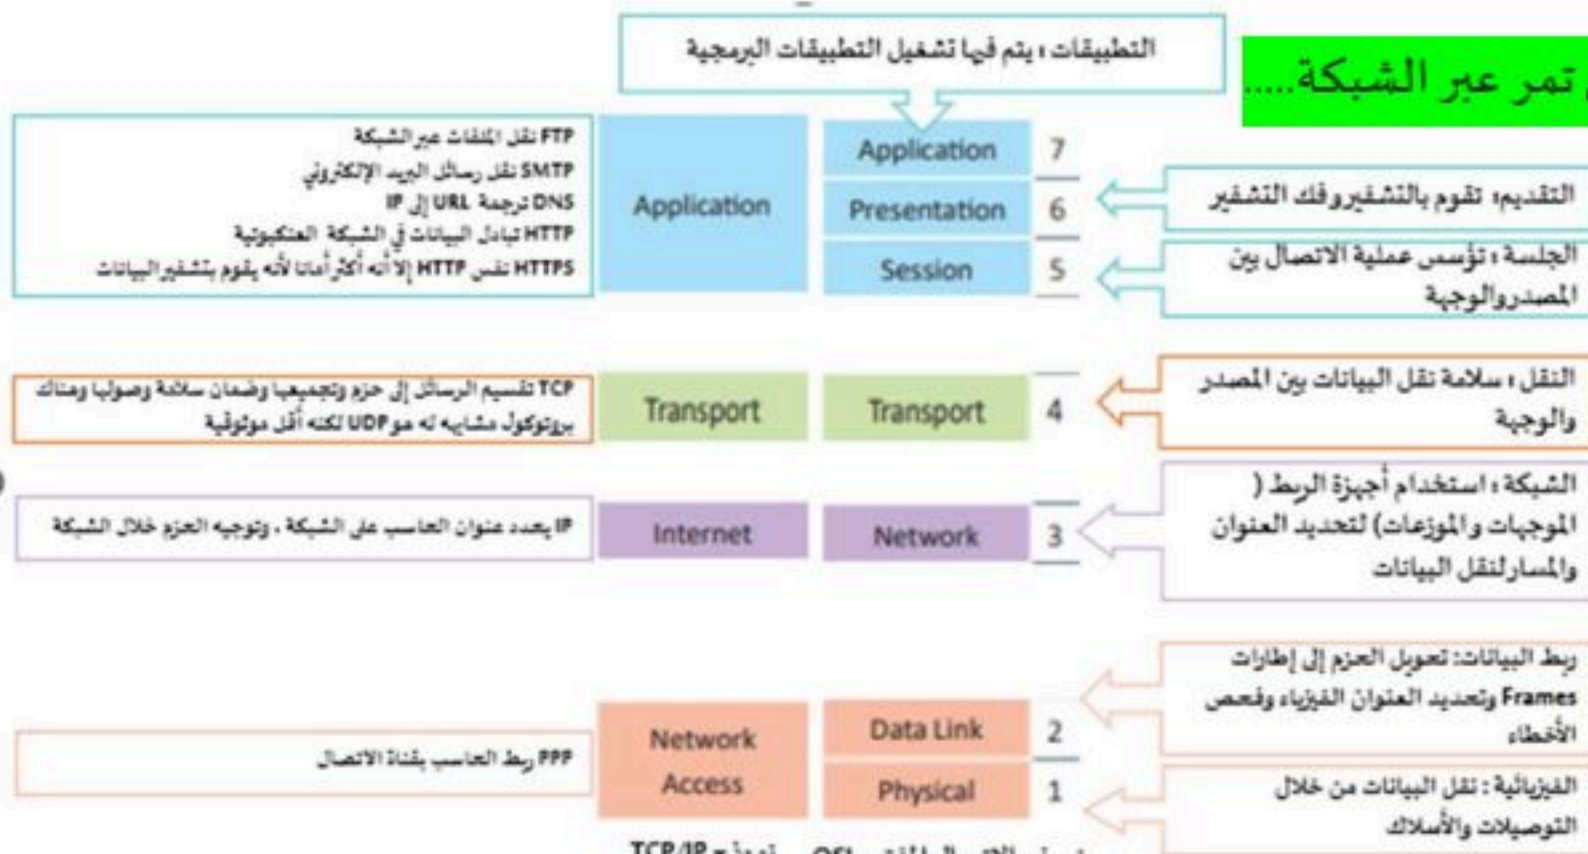 تمر عبر الشبكة.....
التطبيقات : يتم فيها تشغيل التطبيقات البرمجية
Application 7
التقديم: تقوم بالتشفير وفك التشفير
Presentation 6
الجلسة : تؤسس عملية الاتصال بين
المصدر والوجهة
Session 5
Application
FTP نقل الملفات عبر الشبكة
SMTP نقل رسائل البريد الإلكتروني
DNS ترجمة URL إلى IP
HTTP تبادل البيانات في الشبكة العنكبوتية
HTTPS نفس HTTP إلا أنه أكثر أمانا لأنه يقوم بتشفير البيانات
النقل : سلامة نقل البيانات بين المصدر
والوجهة
4 Transport
Transport
TCP تقسيم الرسائل إلى حزم وتجميعها وضمان سلامة وصولها وهناك
بروتوكول مشابه له هو UDP لكنه أقل موثوقية
الشبكة : استخدام أجهزة الربط (
الموجهات والموزعات) لتحديد العنوان
والمسار لنقل البيانات
3 Network
Internet
IP يحدد عنوان الحاسب على الشبكة ، وتوجيه الحزم خلال الشبكة
ربط البيانات: تحويل الحزم إلى إطارات
Frames وتحديد العنوان الفيزياء وفحص
الأخطاء
2 Data Link
الفيزيائية : نقل البيانات من خلال
التوصيلات والأسلاك
1 Physical
Network
Access
PPP ربط الحاسب بقناة الاتصال
OSI
نموذج TCP/IP